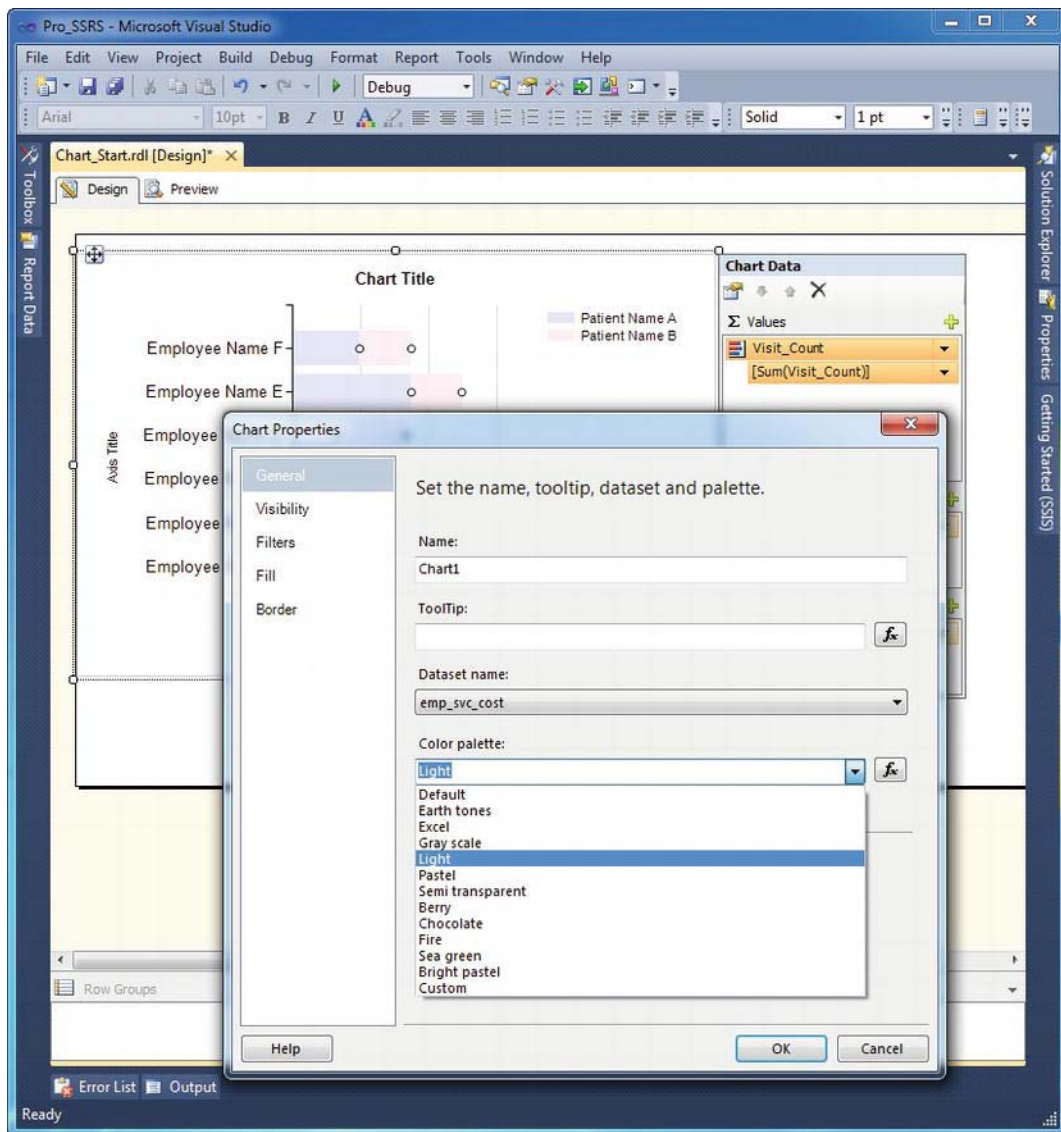 Pro_SSRS - Microsoft Visual Studio
File Edit View Project Build Debug Format Report Tools Window Help
Debug
Arial 10pt B I U A Solid 1 pt
Toolbox
Report Data
Chart_Start.rdl [Design]*
Design Preview
Chart Title
Patient Name A
Patient Name B
Employee Name F
Employee Name E
Employee
Employee
Employee
Employee
Axis Title
Chart Data
Σ Values
Visit_Count
[Sum(Visit_Count)]
Solution Explorer
Properties
Getting Started (SSIS)
Chart Properties
General
Visibility
Filters
Fill
Border
Set the name, tooltip, dataset and palette.
Name:
Chart1
ToolTip:
fx
Dataset name:
emp_svc_cost
Color palette:
Light
fx
Default
Earth tones
Excel
Gray scale
Light
Pastel
Semi transparent
Berry
Chocolate
Fire
Sea green
Bright pastel
Custom
Help OK Cancel
Row Groups
Error List Output
Ready